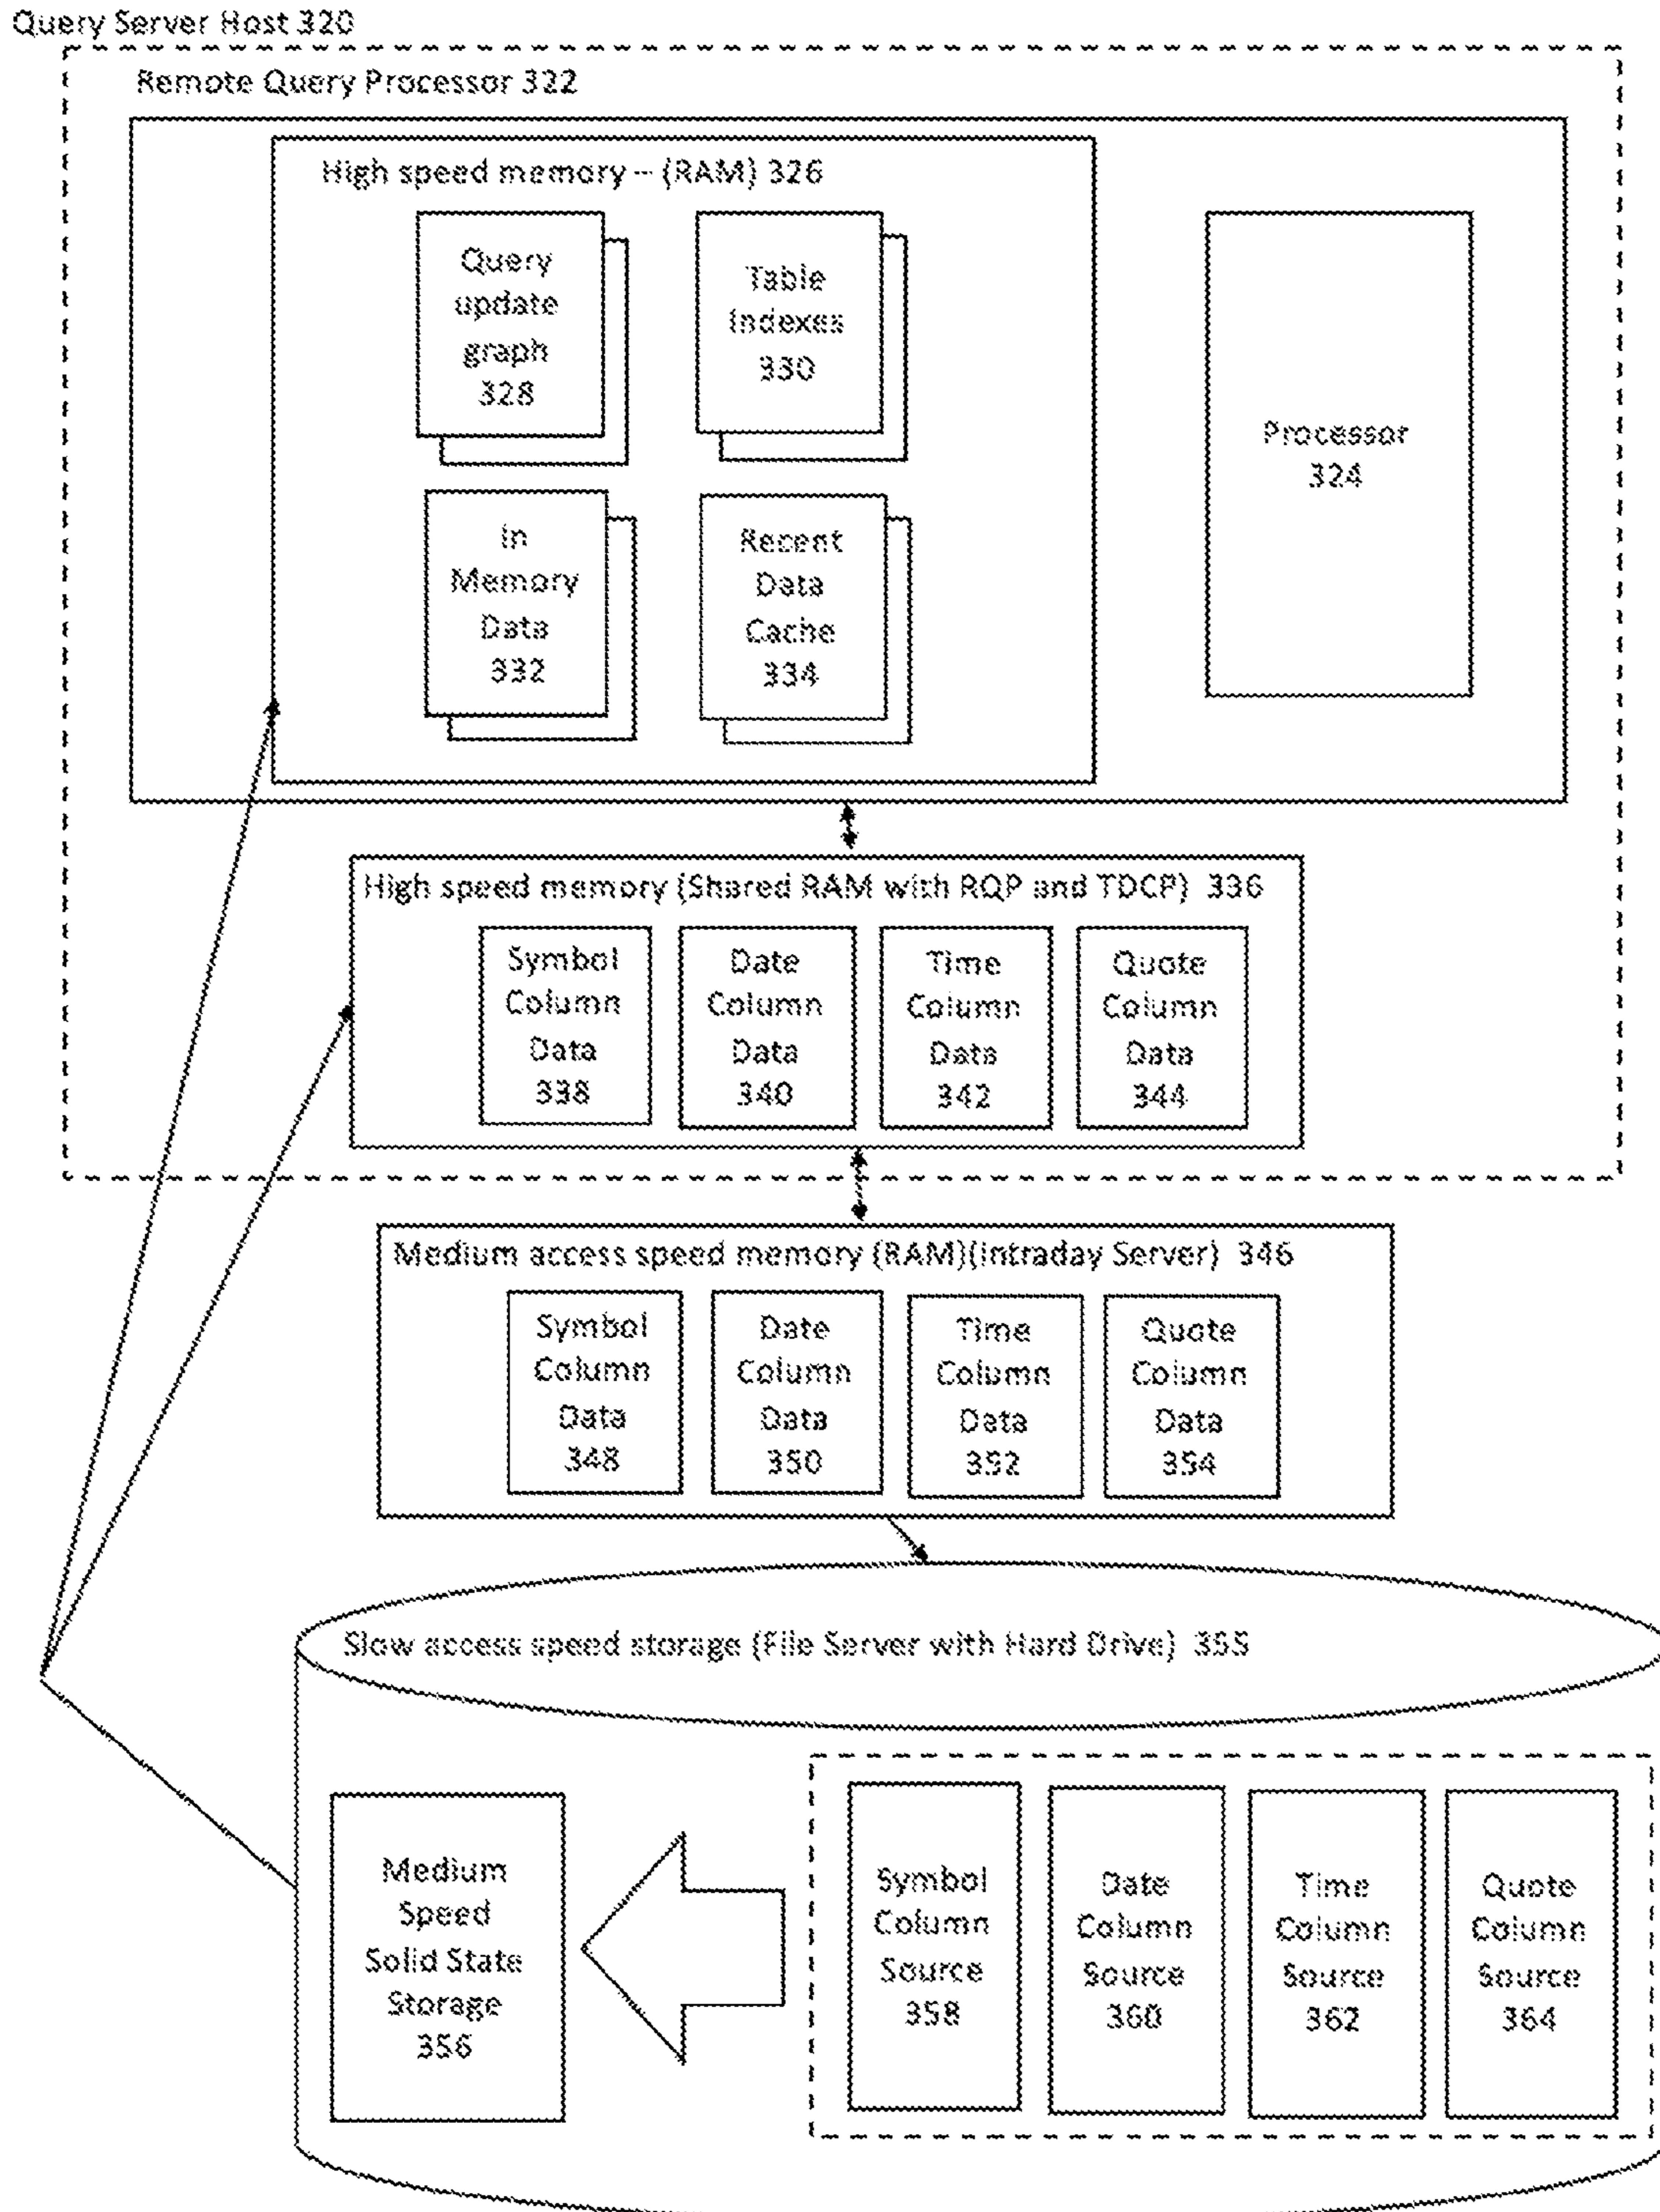 Query Server Host 320
Remote Query Processor 322
High speed memory -- (RAM) 326
Query
update
graph
328
Table
Indexes
330
Processor
324
In
Memory
Data
332
Recent
Data
Cache
334
High speed memory (Shared RAM with RQP and TDCP) 336
Symbol
Column
Data
338
Date
Column
Data
340
Time
Column
Data
342
Quote
Column
Data
344
Medium access speed memory (RAM)(Intraday Server) 346
Symbol
Column
Data
348
Date
Column
Data
350
Time
Column
Data
352
Quote
Column
Data
354
Slow access speed storage (File Server with Hard Drive) 355
Medium
Speed
Solid State
Storage
356
Symbol
Column
Source
358
Date
Column
Source
360
Time
Column
Source
362
Quote
Column
Source
364